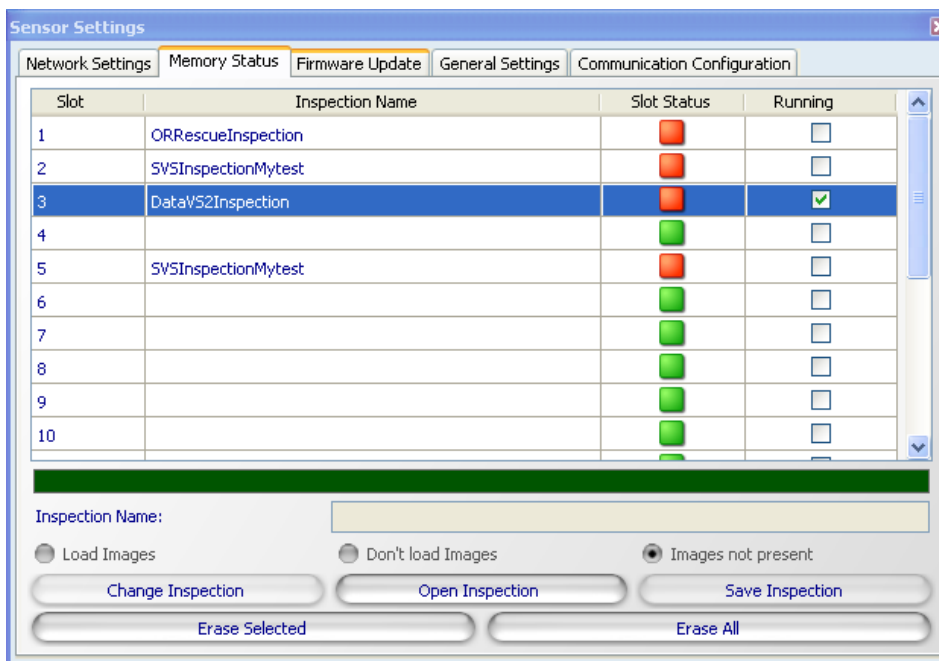 Sensor Settings
Network Settings Memory Status Firmware Update General Settings Communication Configuration
Slot Inspection Name Slot Status Running
1 ORRescueInspection
2 SVSInspectionMytest
3 DataVS2Inspection
4
5 SVSInspectionMytest
6
7
8
9
10
Inspection Name:
Load Images Don't load Images Images not present
Change Inspection Open Inspection Save Inspection
Erase Selected Erase All